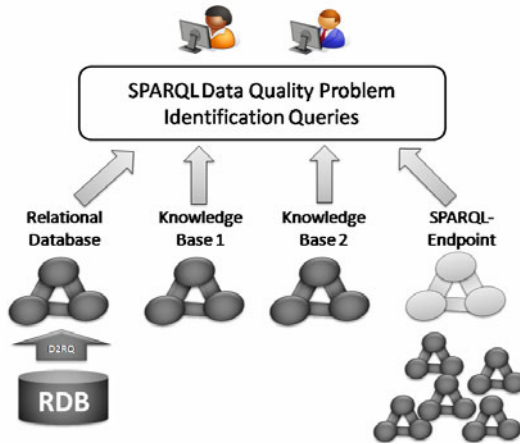 SPARQL Data Quality Problem
Identification Queries
Relational
Database
Knowledge
Base 1
Knowledge
Base 2
SPARQL-
Endpoint
D2RQ
RDB